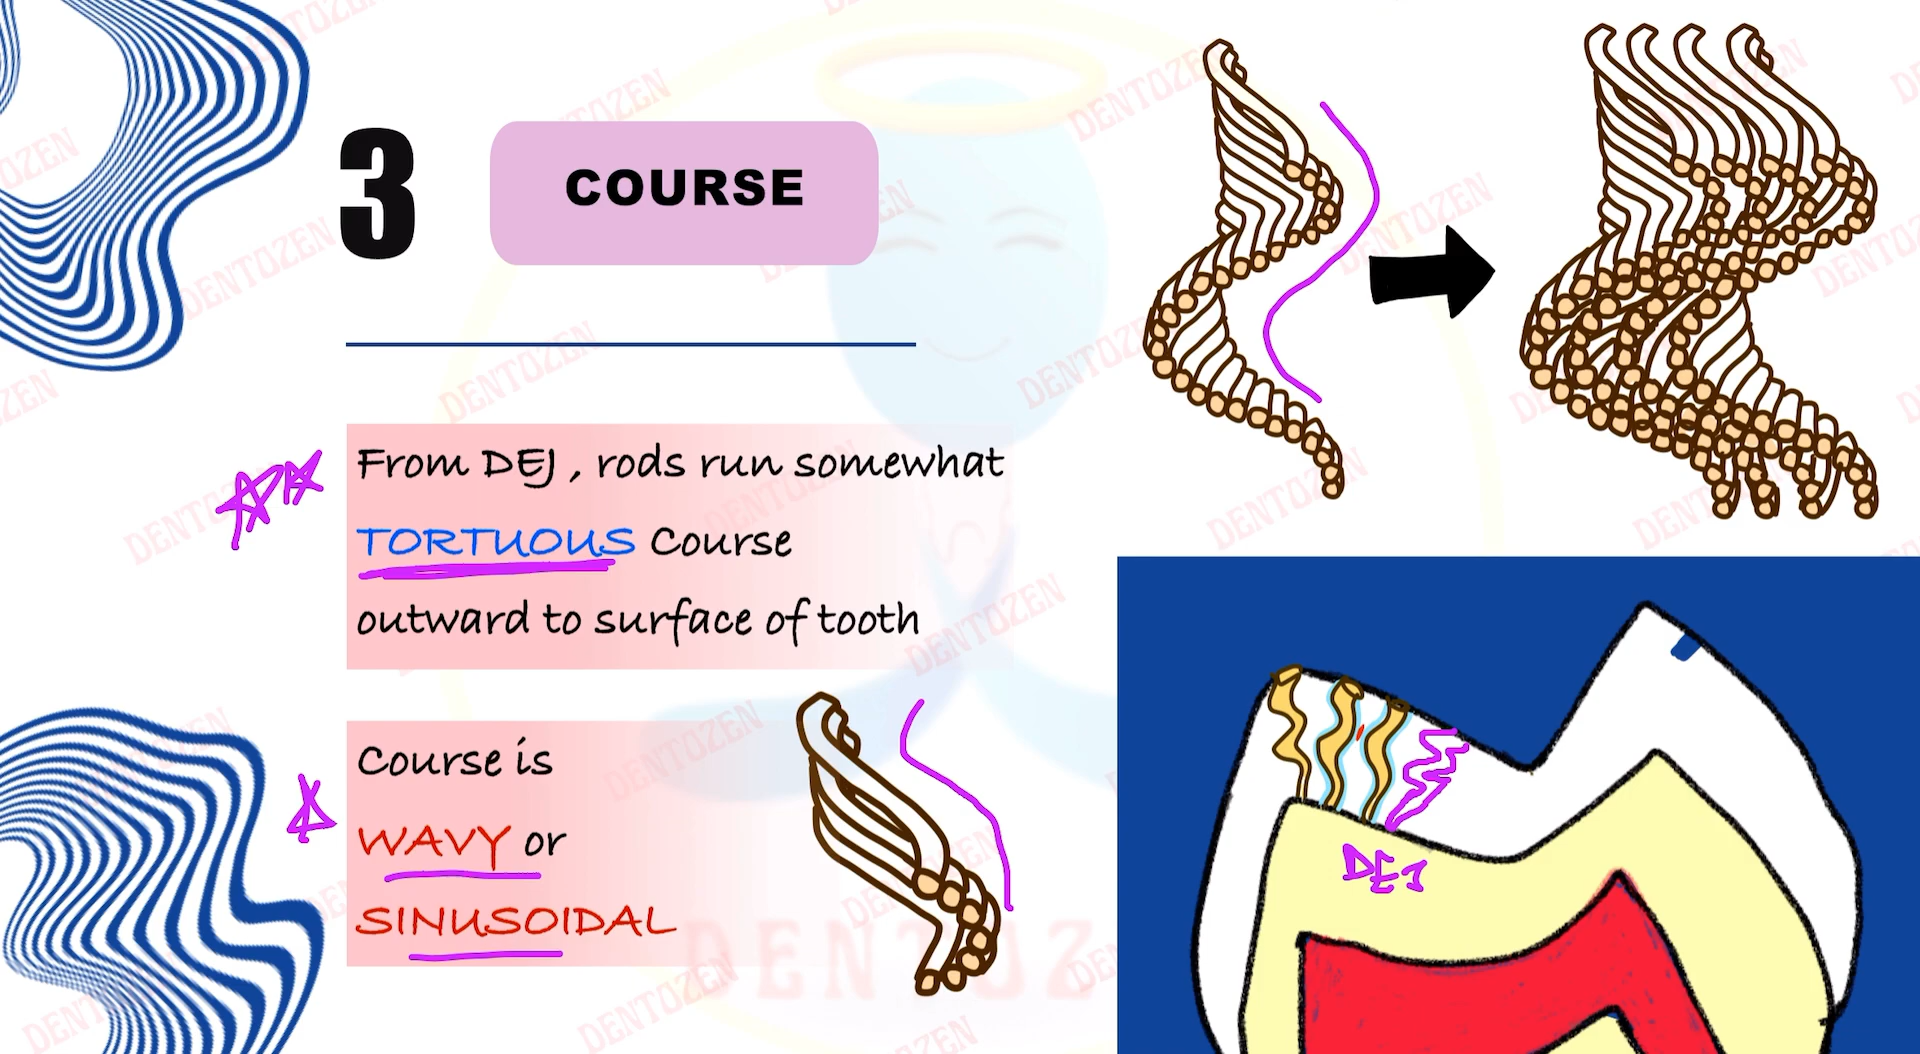 3
COURSE
From DEJ, rods run somewhat
TORTUOUS Course
outward to surface of tooth
Course is
WAVY or
SINUSOIDAL
DEJ
DENTOZEN